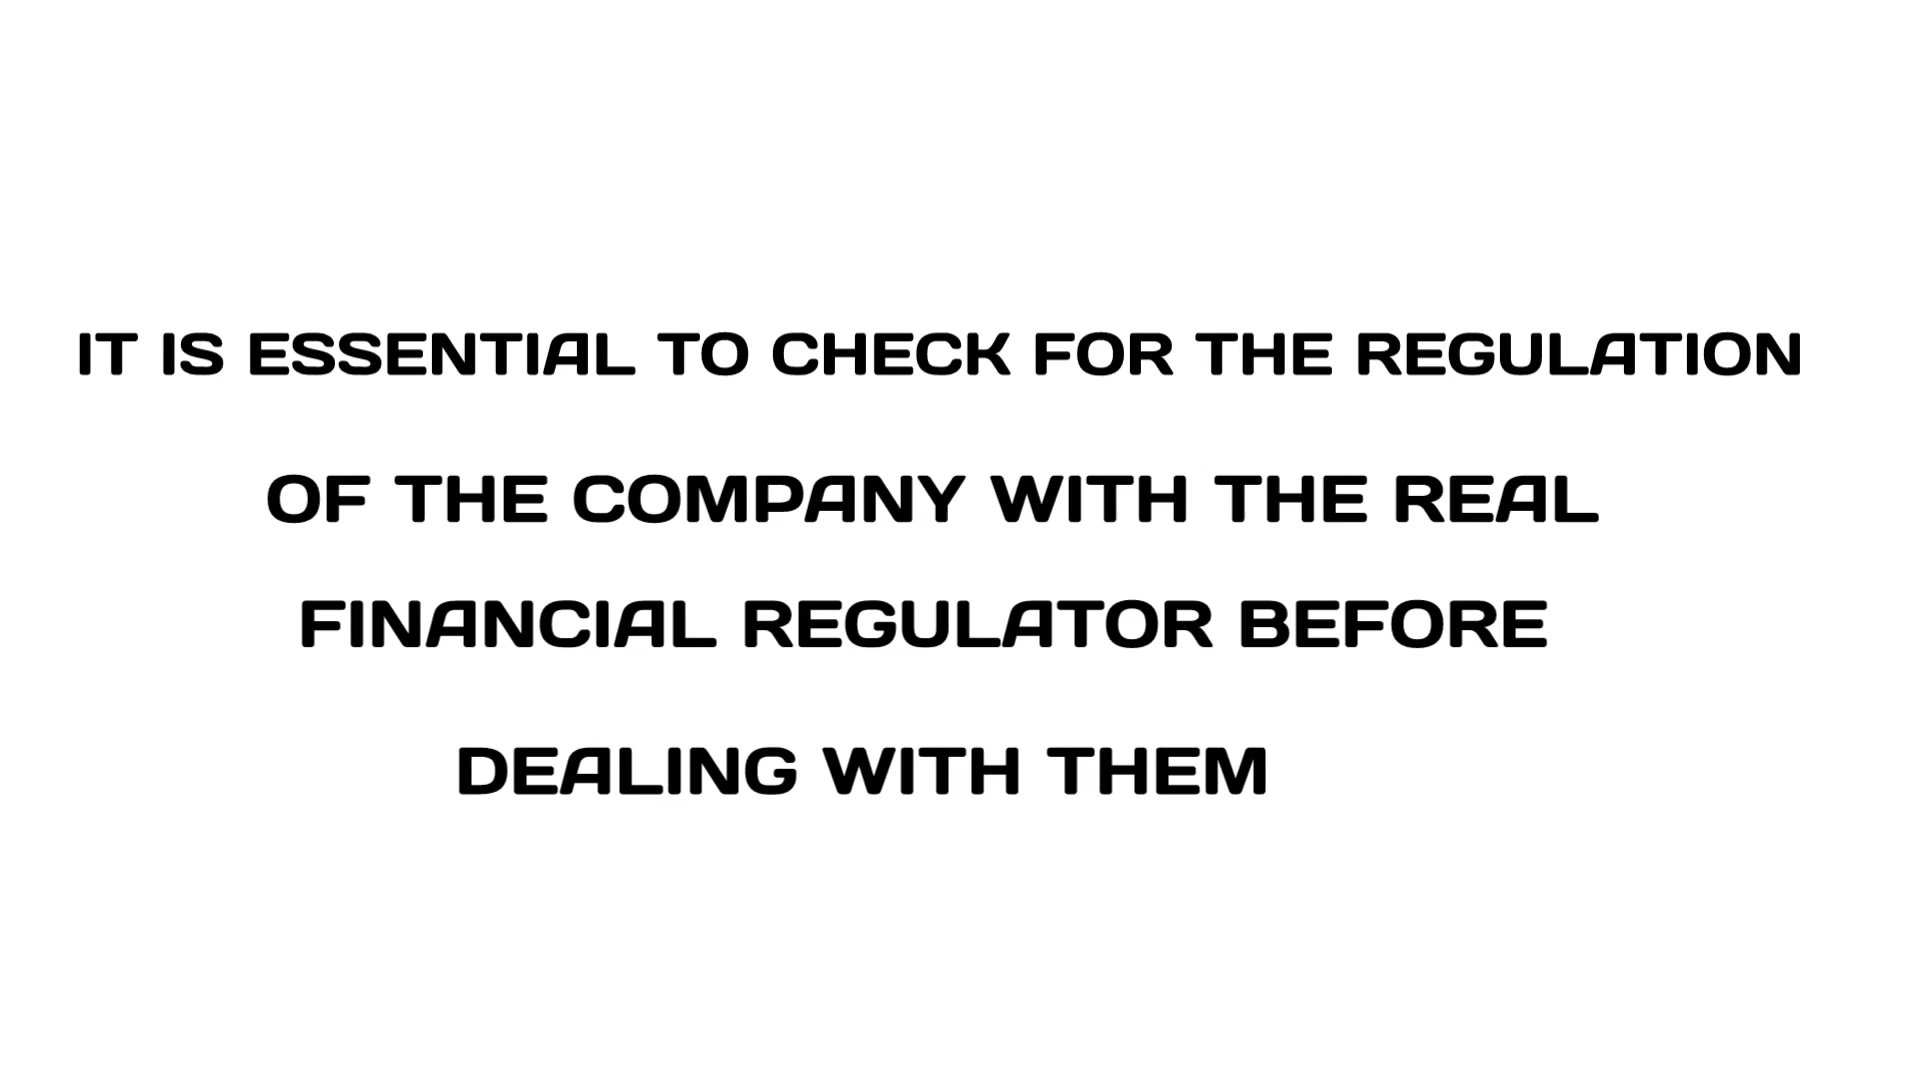 IT IS ESSENTIAL TO CHECK FOR THE REGULATION
OF THE COMPANY WITH THE REAL
FINANCIAL REGULATOR BEFORE
DEALING WITH THEM